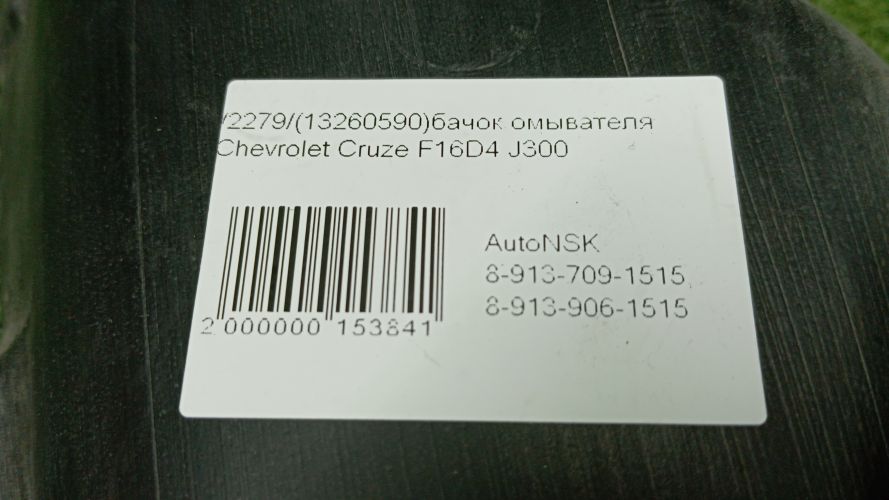 /2279/(13260590)бачок омывателя
Chevrolet Cruze F16D4 J300
AutoNSK
8-913-709-1515,
8-913-906-1515
2 000000 153841